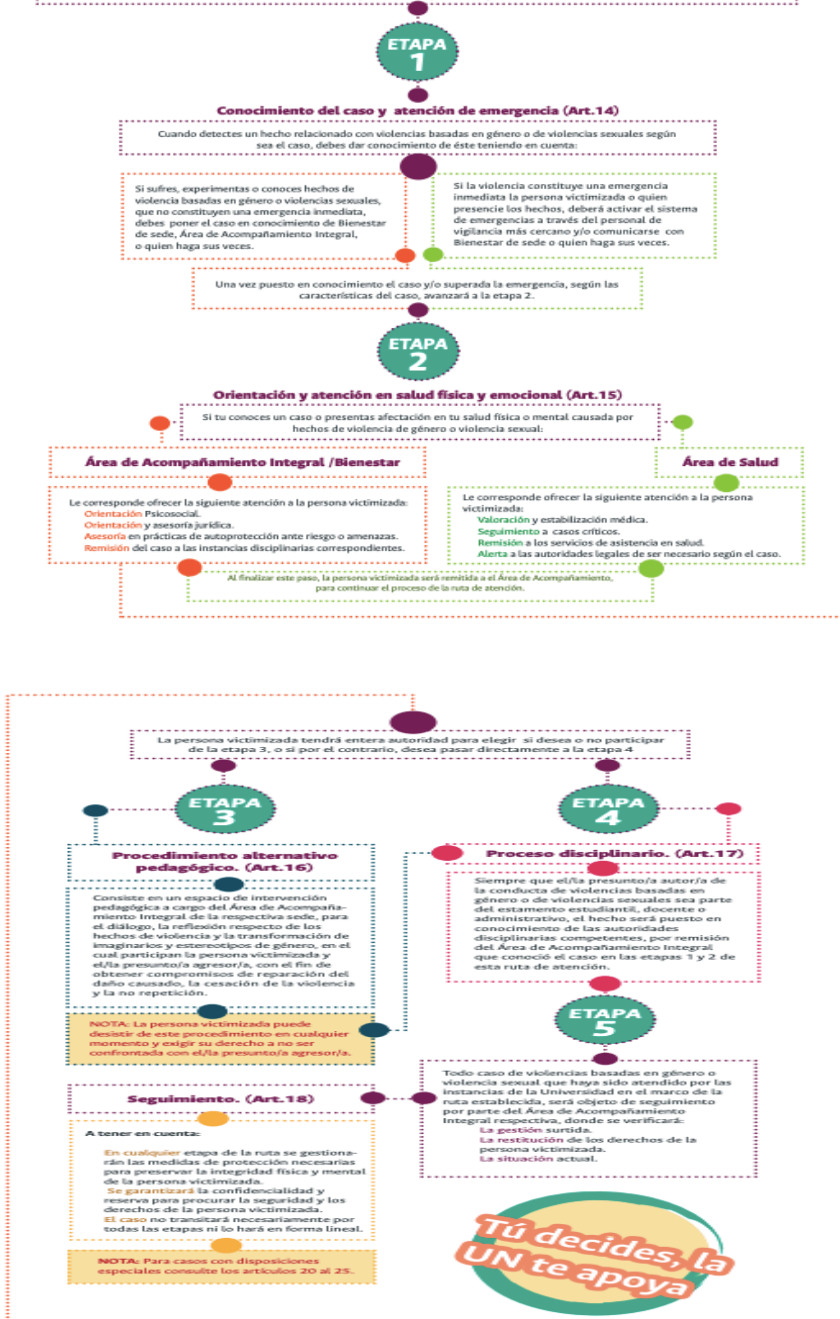 ETAPA
1
Conocimiento del caso y atención de emergencia (Art.14)
Cuando detectes un hecho relacionado con violencias basadas en género o de violencias sexuales según
sea el caso, debes dar conocimiento de éste teniendo en cuenta:
Si sufres, experimentas o conoces hechos de
violencia basadas en género o violencias sexuales,
que no constituyen una emergencia inmediata,
debes poner el caso en conocimiento de Bienestar
de sede, Área de Acompañamiento Integral,
o quien haga sus veces.
Si la violencia constituye una emergencia
inmediata la persona victimizada o quien
presencie los hechos, deberá activar el sistema
de emergencias a través del personal de
vigilancia más cercano y/o comunicarse con
Bienestar de sede o quien haga sus veces.
Una vez puesto en conocimiento el caso y/o superada la emergencia, según las
características del caso, avanzará a la etapa 2.
ETAPA
2
Orientación y atención en salud física y emocional (Art.15)
Si tu conoces un caso o presentas afectación en tu salud física o mental causada por
hechos de violencia de género o violencia sexual:
Área de Acompañamiento Integral /Bienestar
Le corresponde ofrecer la siguiente atención a la persona victimizada:
Orientación Psicosocial.
Orientación y asesoría jurídica.
Asesoría en prácticas de autoprotección ante riesgo o amenazas.
Remisión del caso a las instancias disciplinarias correspondientes.
Área de Salud
Le corresponde ofrecer la siguiente atención a la persona
victimizada:
Valoración y estabilización médica.
Seguimiento a casos críticos.
Remisión a los servicios de asistencia en salud.
Alerta a las autoridades legales de ser necesario según el caso.
Al finalizar este paso, la persona victimizada será remitida a el Área de Acompañamiento,
para continuar el proceso de la ruta de atención.
La persona victimizada tendrá entera autoridad para elegir si desea o no participar
de la etapa 3, o si por el contrario, desea pasar directamente a la etapa 4
ETAPA
3
Procedimiento alternativo
pedagógico. (Art.16)
Consiste en un espacio de intervención
pedagógica a cargo del Área de Acompaña-
miento Integral de la respectiva sede, para
el diálogo, la reflexión respecto de los
hechos de violencia y la transformación de
imaginarios y estereotipos de género, en el
cual participan la persona victimizada y
el/la presunto/a agresor/a, con el fin de
obtener compromisos de reparación del
daño causado, la cesación de la violencia
y la no repetición.
NOTA: La persona victimizada puede
desistir de este procedimiento en cualquier
momento y exigir su derecho a no ser
confrontada con el/la presunto/a agresor/a.
ETAPA
4
Proceso disciplinario. (Art.17)
Siempre que el/la presunto/a autor/a de
la conducta de violencias basadas en
género o de violencias sexuales sea parte
del estamento estudiantil, docente o
administrativo, el hecho será puesto en
conocimiento de las autoridades
disciplinarias competentes, por remisión
del Área de Acompañamiento Integral
que conoció el caso en las etapas 1 y 2 de
esta ruta de atención.
ETAPA
5
Todo caso de violencias basadas en género o
violencia sexual que haya sido atendido por las
instancias de la Universidad en el marco de la
ruta establecida, será objeto de seguimiento
por parte del Área de Acompañamiento
Integral respectiva, donde se verificará:
La gestión surtida.
La restitución de los derechos de la
persona victimizada.
La situación actual.
Seguimiento. (Art.18)
A tener en cuenta:
En cualquier etapa de la ruta se gestiona-
rán las medidas de protección necesarias
para preservar la integridad física y mental
de la persona victimizada.
Se garantizará la confidencialidad y
reserva para procurar la seguridad y los
derechos de la persona victimizada.
El caso no transitará necesariamente por
todas las etapas ni lo hará en forma lineal.
NOTA: Para casos con disposiciones
especiales consulte los artículos 20 al 25.
Tú decides, la
UN te apoya